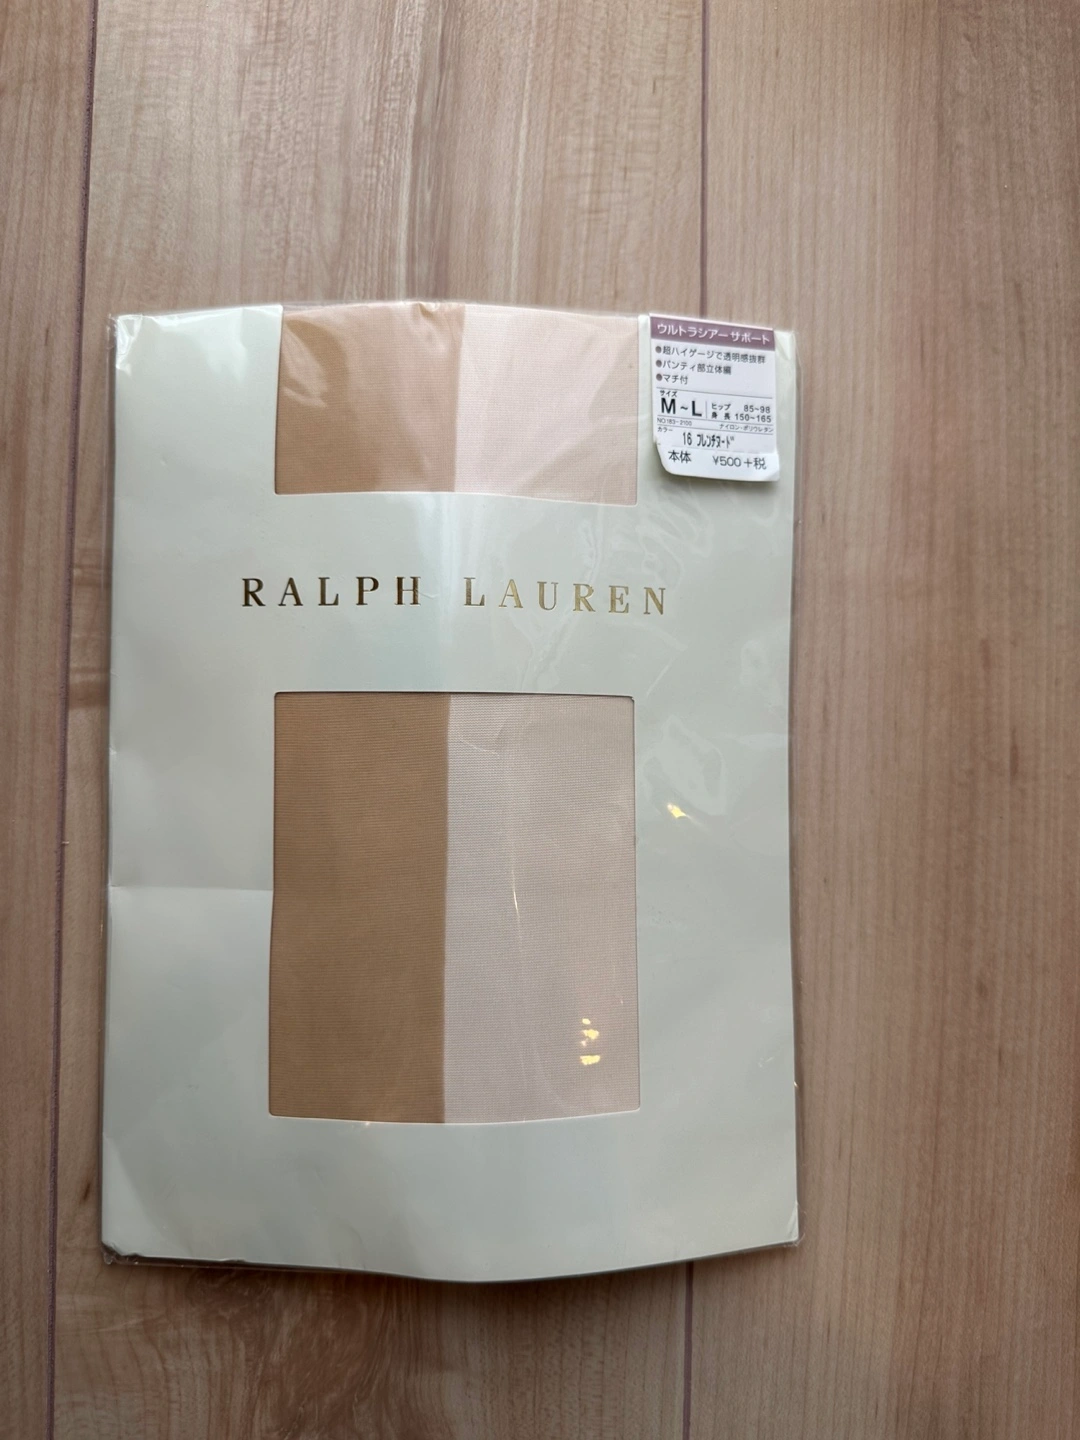 ウルトラシアーサポート
●超ハイゲージで透明感抜群
●パンティ部立体編
●マチ付
サイズ
M~L
ヒップ 85~98
身長 150~165
NO.163-2100 ナイロン・ポリウレタン
カラー
16 フレンチヌード
本体 ¥500+税
RALPH LAUREN